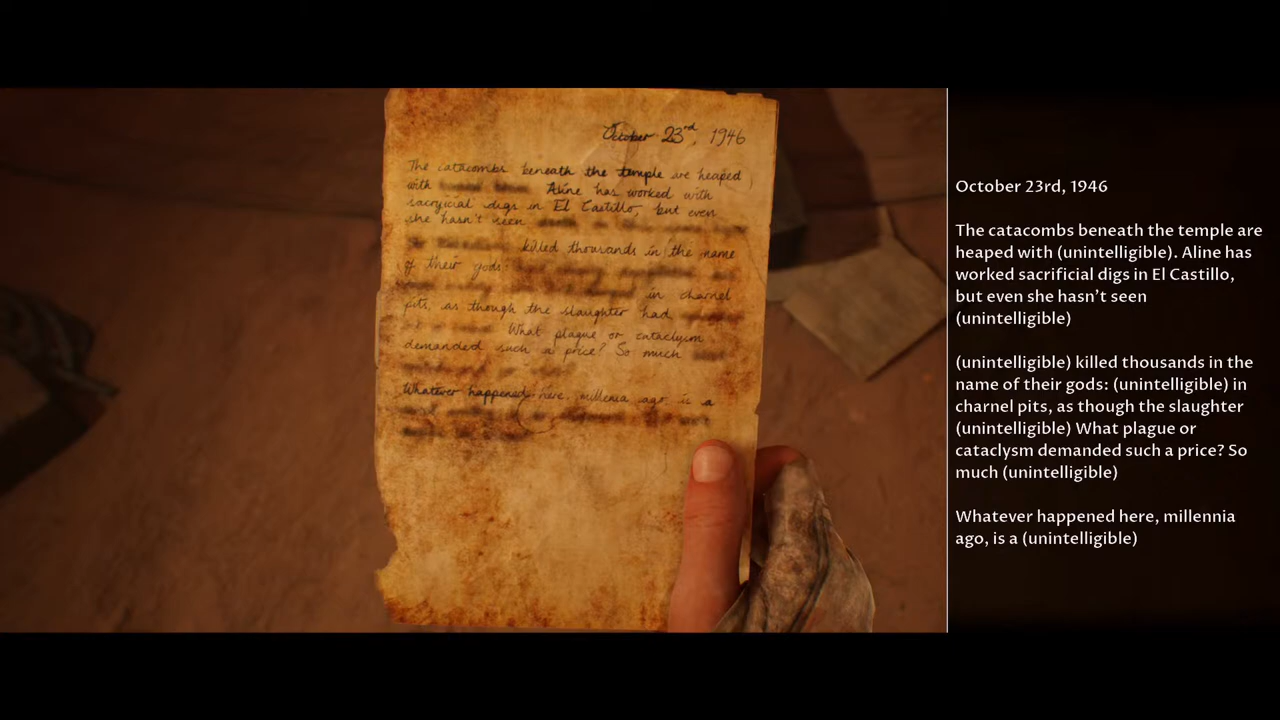 October 23rd, 1946
The catacombs beneath the temple are heaped
with Aline has worked with
sacrificial digs in El Castillo, but even
she hasn't seen
killed thousands in the name
of their gods:
in charnel
pits, as though the slaughter had
What plague or cataclysm
demanded such a price? So much
Whatever happened here, millenia ago, is a
October 23rd, 1946
The catacombs beneath the temple are
heaped with (unintelligible). Aline has
worked sacrificial digs in El Castillo,
but even she hasn't seen
(unintelligible)
(unintelligible) killed thousands in the
name of their gods: (unintelligible) in
charnel pits, as though the slaughter
(unintelligible) What plague or
cataclysm demanded such a price? So
much (unintelligible)
Whatever happened here, millennia
ago, is a (unintelligible)